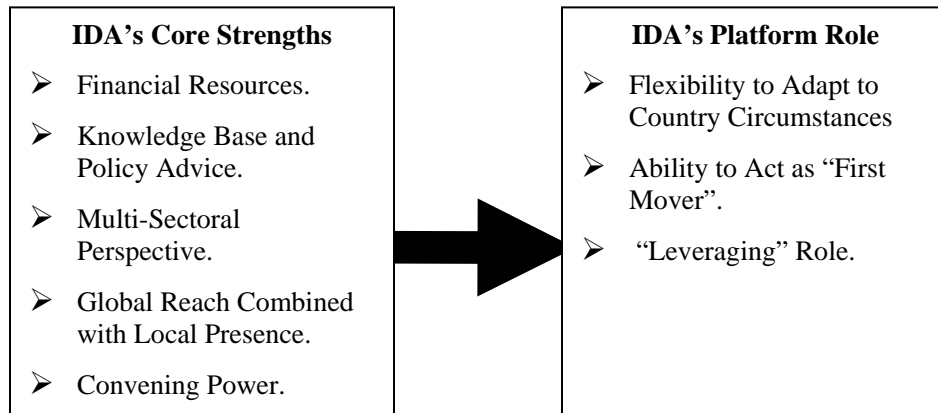 IDA’s Core Strengths
➢ Financial Resources.
➢ Knowledge Base and
Policy Advice.
➢ Multi-Sectoral
Perspective.
➢ Global Reach Combined
with Local Presence.
➢ Convening Power.
IDA’s Platform Role
➢ Flexibility to Adapt to
Country Circumstances
➢ Ability to Act as “First
Mover”.
➢ “Leveraging” Role.